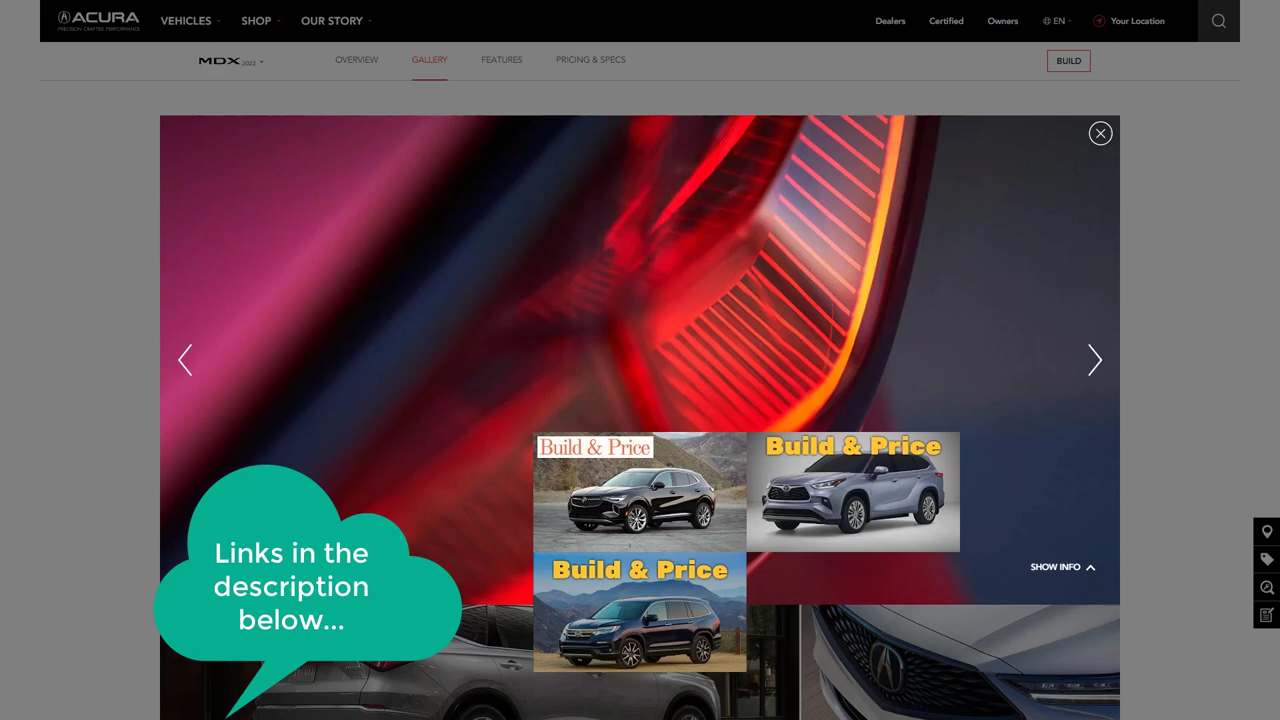 ACURA
PRECISION CRAFTED PERFORMANCE
VEHICLES
SHOP
OUR STORY
Dealers
Certified
Owners
EN
Your Location
MDX 2022
OVERVIEW
GALLERY
FEATURES
PRICING & SPECS
BUILD
Build & Price
Build & Price
Build & Price
SHOW INFO
Links in the
description
below...